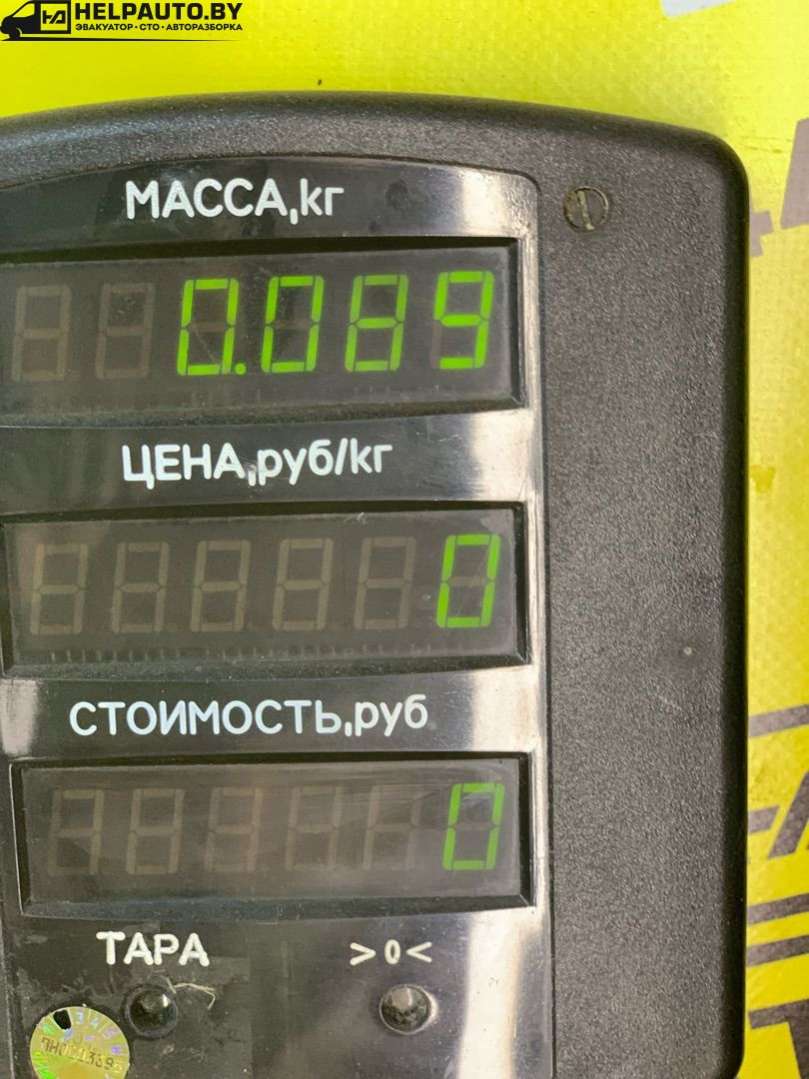 HELPAUTO.BY
ЭВАКУАТОР • СТО • АВТОРАЗБОРКА
МАССА,кг
0.089
ЦЕНА,руб/кг
0
СТОИМОСТЬ,руб
0
ТАРА
>0<